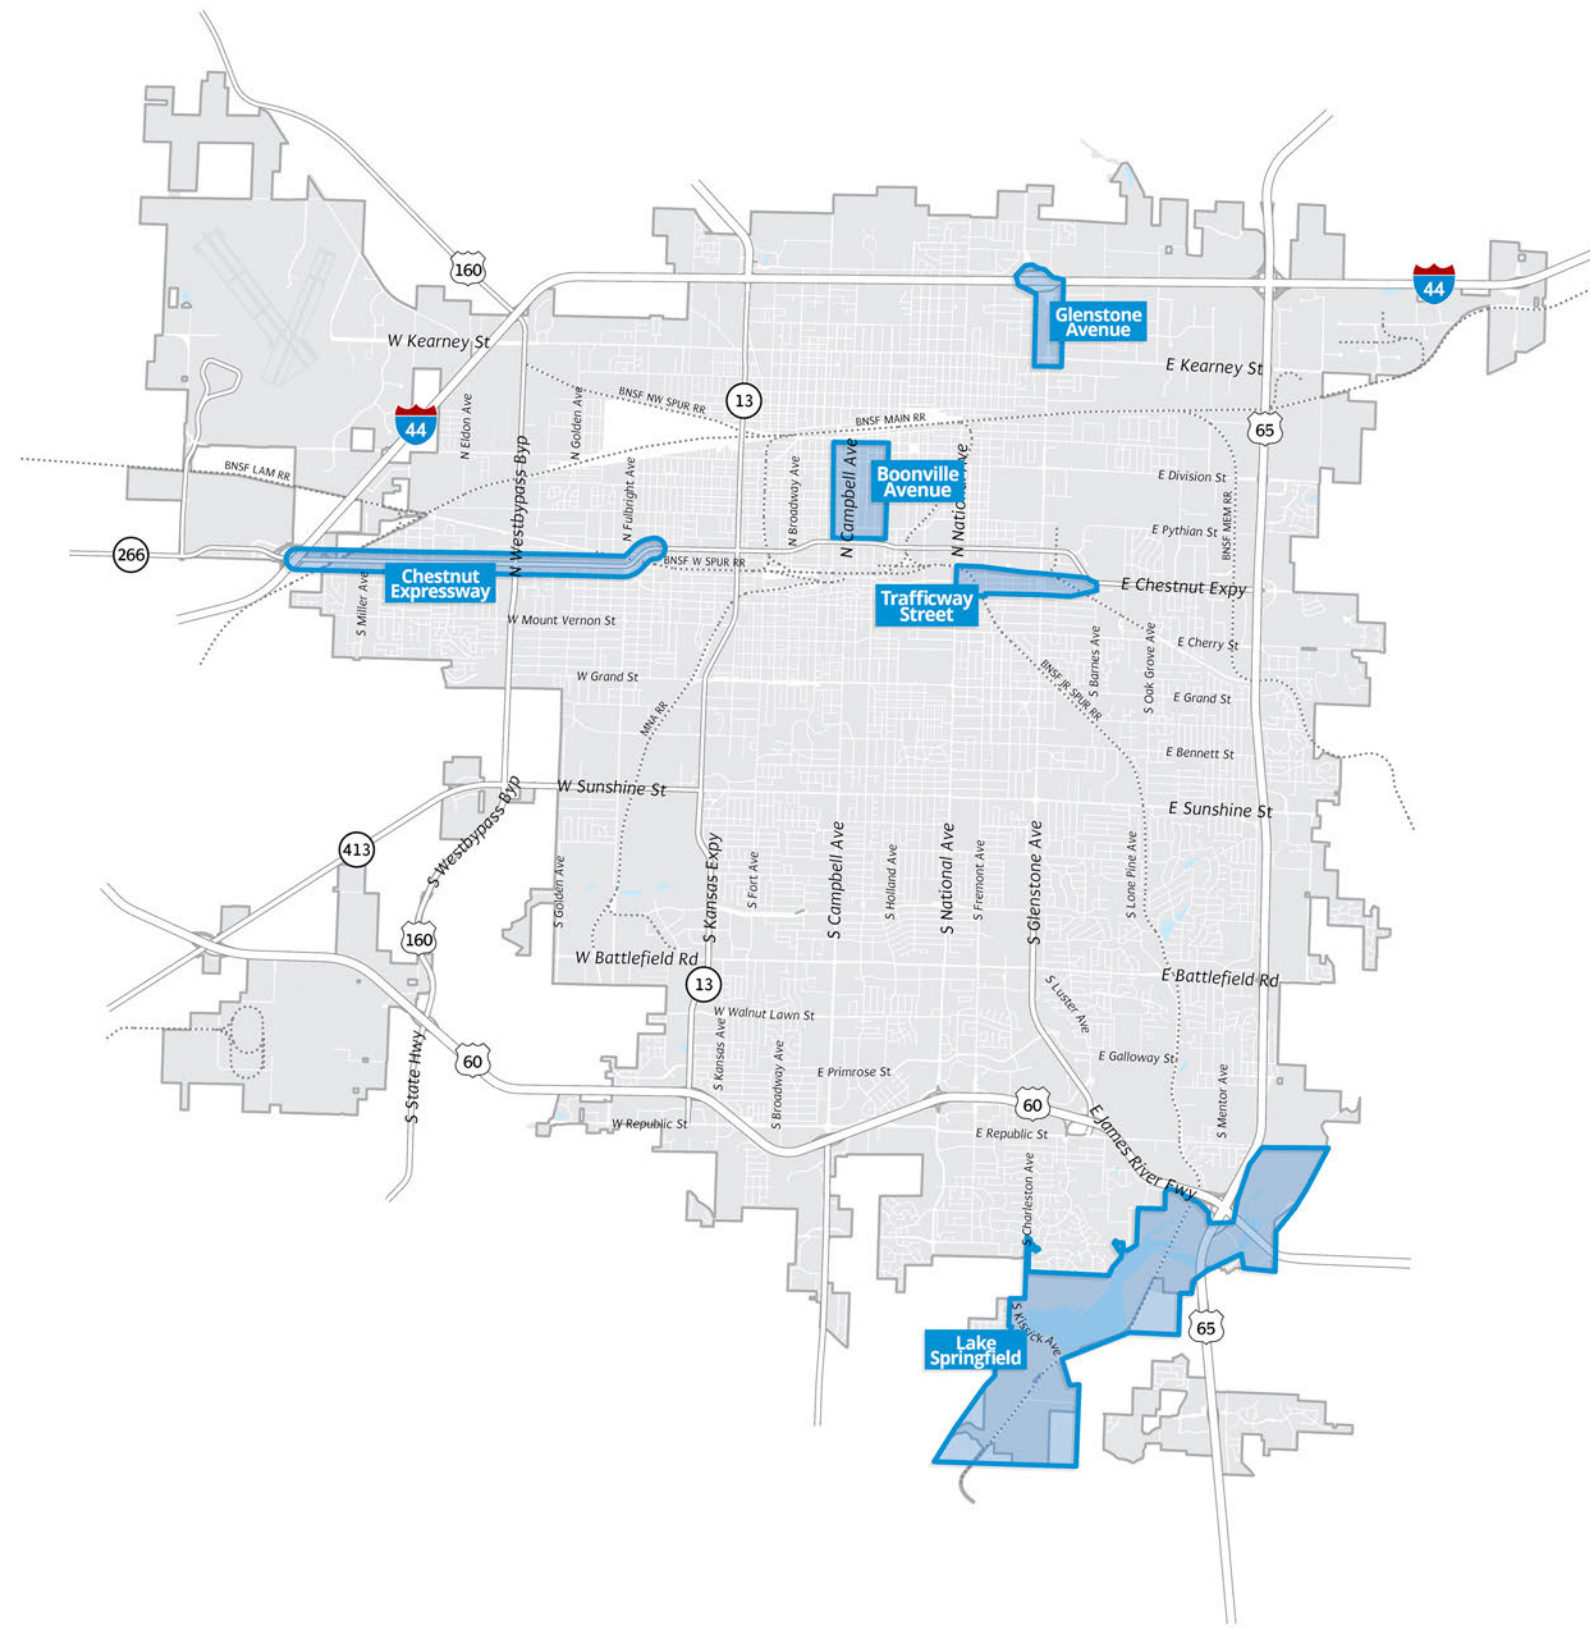 160
44
Glenstone
Avenue
W Kearney St
E Kearney St
BNSF NW SPUR RR
13
BNSF MAIN RR
44
65
N Eldon Ave
N Golden Ave
N Westbypass Byp
N Fulbright Ave
N Broadway Ave
N Campbell Ave
Boonville
Avenue
E Division St
BNSF LAM RR
BNSF MEM RR
E Pythian St
266
BNSF W SPUR RR
Chestnut
Expressway
Trafficway
Street
E Chestnut Expy
S Miller Ave
W Mount Vernon St
S Barnes Ave
S Oak Grove Ave
E Cherry St
W Grand St
BNSF JR SPUR RR
E Grand St
MNA RR
E Bennett St
W Sunshine St
E Sunshine St
S Westbypass Byp
413
S Golden Ave
S Kansas Expy
S Fort Ave
S Campbell Ave
S Holland Ave
S National Ave
S Fremont Ave
S Glenstone Ave
S Lone Pine Ave
160
W Battlefield Rd
E Battlefield Rd
13
S Luster Ave
W Walnut Lawn St
S Kansas Ave
S Broadway Ave
E Galloway St
60
S State Hwy
E Primrose St
S Mentor Ave
60
W Republic St
E Republic St
E James River Fwy
S Charleston Ave
S Kissick Ave
65
Lake
Springfield